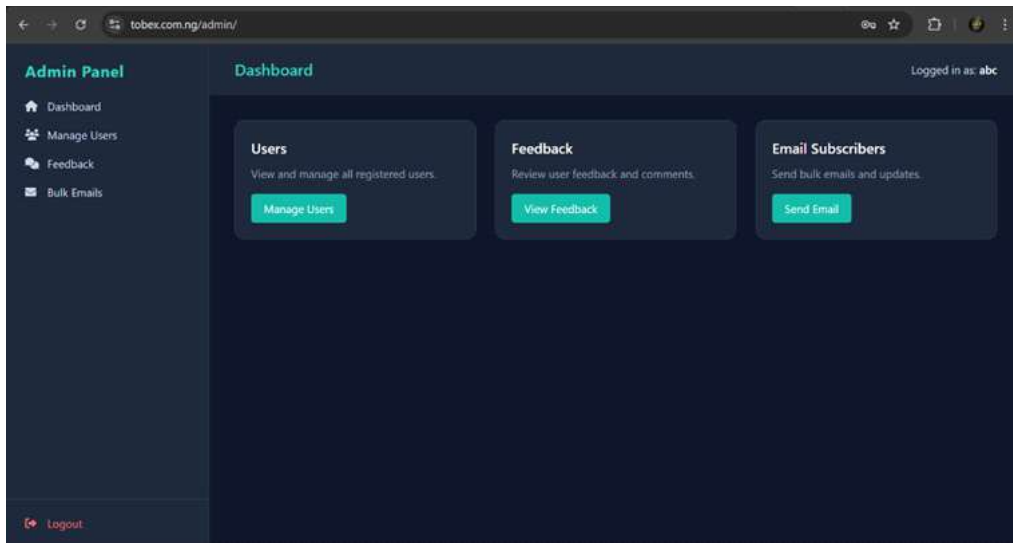 tobex.com.ng/admin/
Admin Panel
Dashboard
Manage Users
Feedback
Bulk Emails
Logout
Dashboard
Logged in as: abc
Users
View and manage all registered users.
Manage Users
Feedback
Review user feedback and comments.
View Feedback
Email Subscribers
Send bulk emails and updates.
Send Email